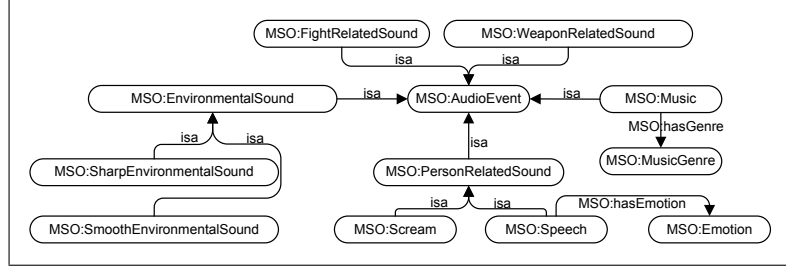 MSO:FightRelatedSound MSO:WeaponRelatedSound
isa isa
MSO:EnvironmentalSound isa MSO:AudioEvent isa MSO:Music
isa isa MSO:hasGenre
isa
MSO:SharpEnvironmentalSound MSO:PersonRelatedSound MSO:MusicGenre
isa isa MSO:hasEmotion
MSO:SmoothEnvironmentalSound MSO:Scream MSO:Speech MSO:Emotion